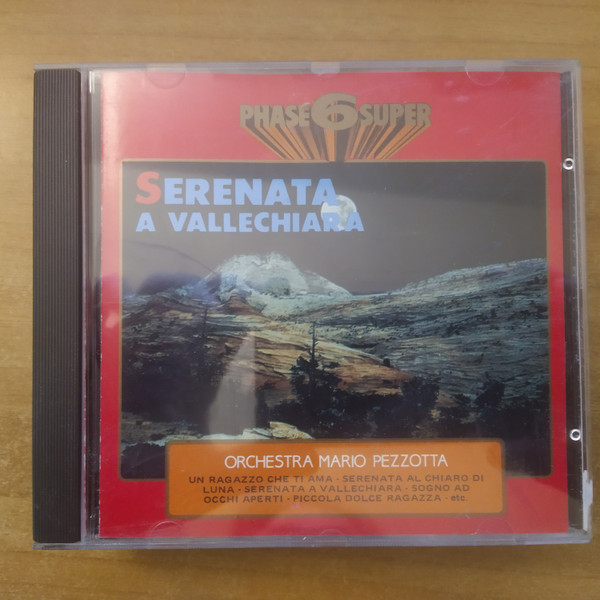 PHASE 6 SUPER
SERENATA
A VALLECHIARA
ORCHESTRA MARIO PEZZOTTA
UN RAGAZZO CHE TI AMA - SERENATA AL CHIARO DI
LUNA - SERENATA A VALLECHIARA - SOGNO AD
OCCHI APERTI - PICCOLA DOLCE RAGAZZA - etc.